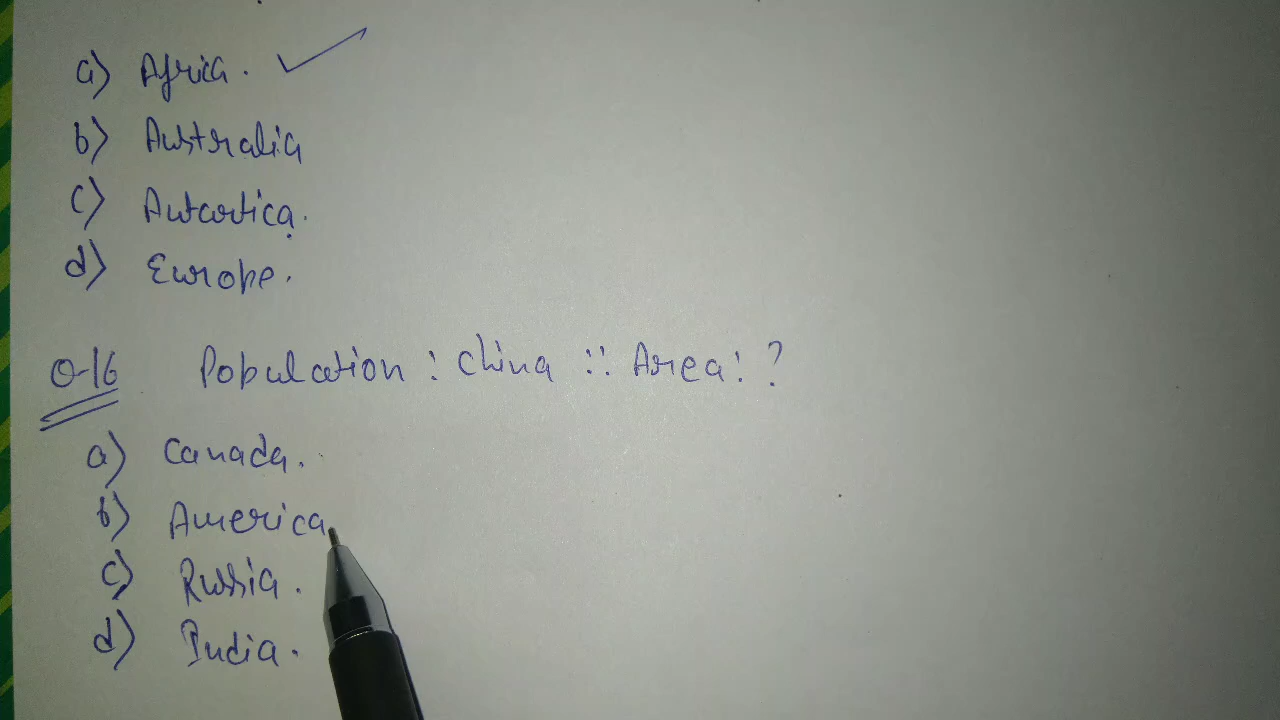 a) Africa.
b) Australia
c) Antartica.
d) Europe.
Q-16 Population : China :: Area : ?
a) Canada.
b) America
c) Russia.
d) India.